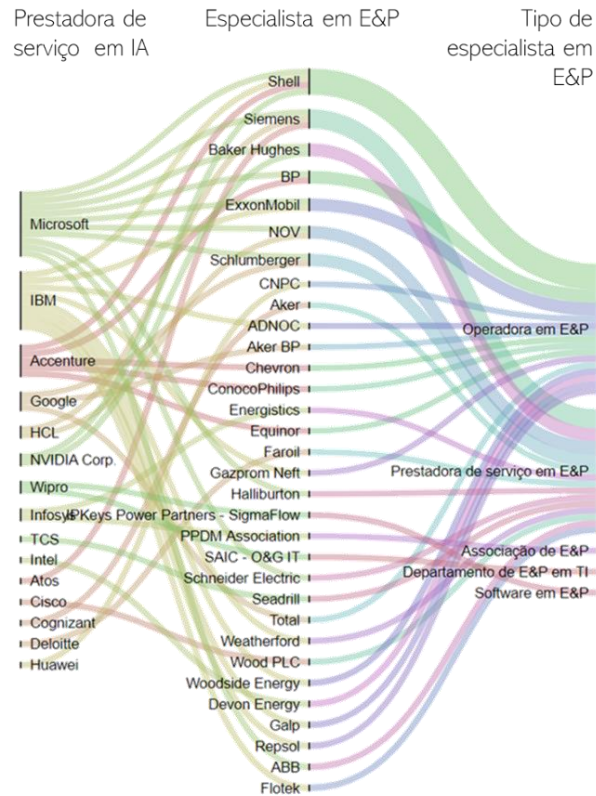 Prestadora de
serviço em IA
Especialista em E&P
Tipo de
especialista em
E&P
Microsoft
IBM
Accenture
Google
HCL
NVIDIA Corp.
Wipro
Infosys
TCS
Intel
Atos
Cisco
Cognizant
Deloitte
Huawei
Shell
Siemens
Baker Hughes
BP
ExxonMobil
NOV
Schlumberger
CNPC
Aker
ADNOC
Aker BP
Chevron
ConocoPhilips
Energistics
Equinor
Faroil
Gazprom Neft
Halliburton
IPKeys Power Partners - SigmaFlow
PPDM Association
SAIC - O&G IT
Schneider Electric
Seadrill
Total
Weatherford
Wood PLC
Woodside Energy
Devon Energy
Galp
Repsol
ABB
Flotek
Operadora em E&P
Prestadora de serviço em E&P
Associação de E&P
Departamento de E&P em TI
Software em E&P